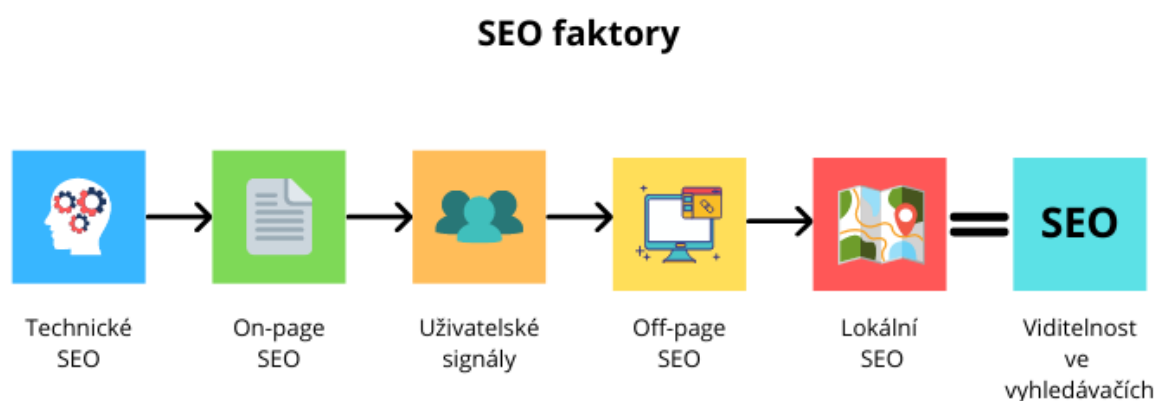 SEO faktory
SEO
Technické
SEO
On-page
SEO
Uživatelské
signály
Off-page
SEO
Lokální
SEO
Viditelnost
ve
vyhledávačích